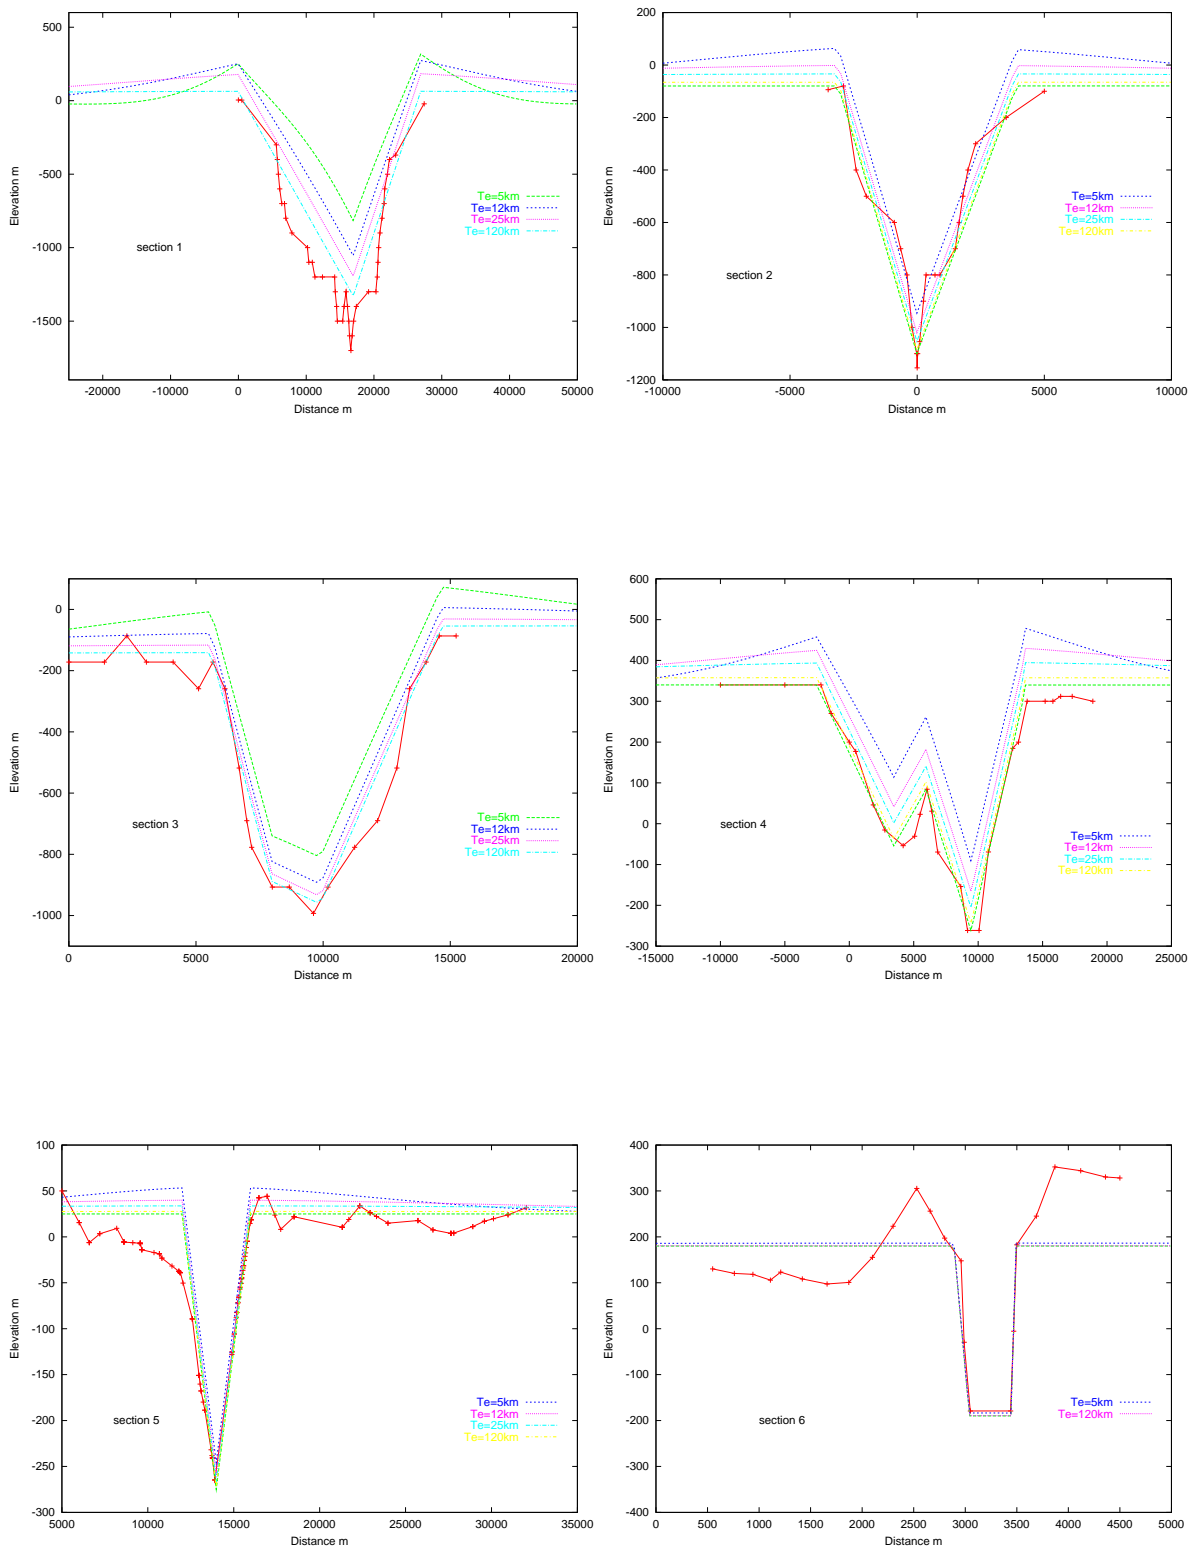 500
0
-500
-1000
-1500
-20000 -10000 0 10000 20000 30000 40000 50000
Elevation m
Distance m
section 1
Te=5km
Te=12km
Te=25km
Te=120km
200
0
-200
-400
-600
-800
-1000
-1200
-10000 -5000 0 5000 10000
Elevation m
Distance m
section 2
Te=5km
Te=12km
Te=25km
Te=120km
0
-200
-400
-600
-800
-1000
0 5000 10000 15000 20000
Elevation m
Distance m
section 3
Te=5km
Te=12km
Te=25km
Te=120km
600
500
400
300
200
100
0
-100
-200
-300
-15000 -10000 -5000 0 5000 10000 15000 20000 25000
Elevation m
Distance m
section 4
Te=5km
Te=12km
Te=25km
Te=120km
100
50
0
-50
-100
-150
-200
-250
-300
5000 10000 15000 20000 25000 30000 35000
Elevation m
Distance m
section 5
Te=5km
Te=12km
Te=25km
Te=120km
400
300
200
100
0
-100
-200
-300
-400
0 500 1000 1500 2000 2500 3000 3500 4000 4500 5000
Elevation m
Distance m
section 6
Te=5km
Te=120km